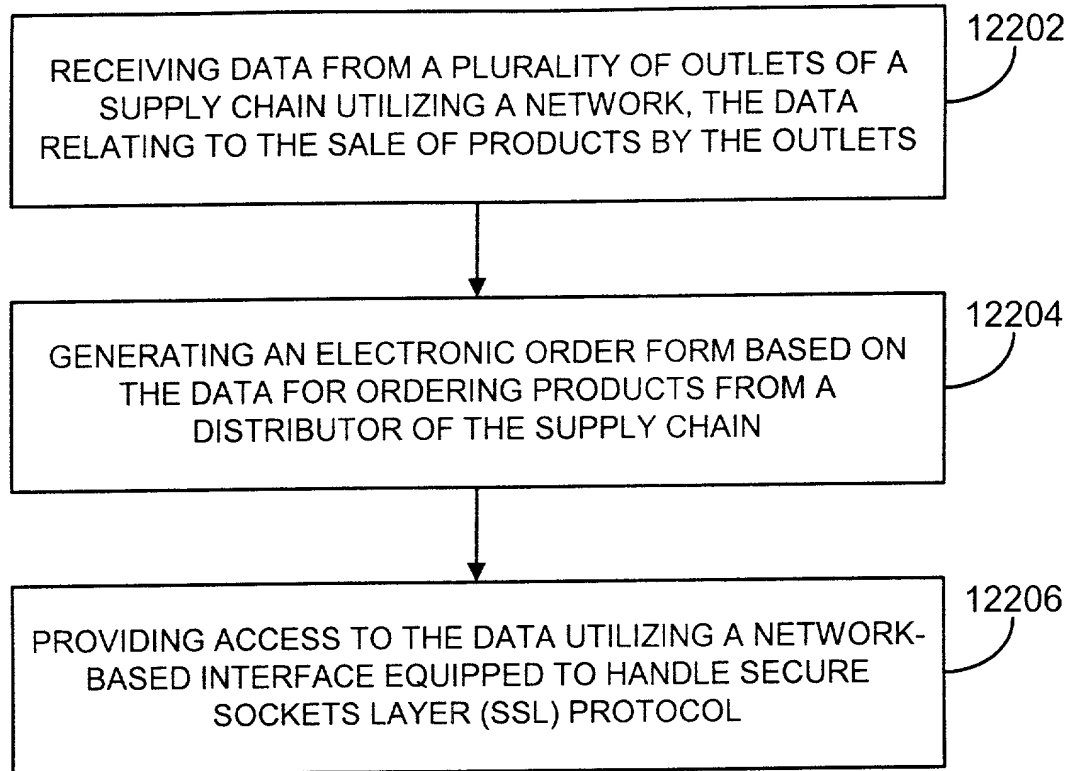 12202
RECEIVING DATA FROM A PLURALITY OF OUTLETS OF A
SUPPLY CHAIN UTILIZING A NETWORK, THE DATA
RELATING TO THE SALE OF PRODUCTS BY THE OUTLETS
12204
GENERATING AN ELECTRONIC ORDER FORM BASED ON
THE DATA FOR ORDERING PRODUCTS FROM A
DISTRIBUTOR OF THE SUPPLY CHAIN
12206
PROVIDING ACCESS TO THE DATA UTILIZING A NETWORK-
BASED INTERFACE EQUIPPED TO HANDLE SECURE
SOCKETS LAYER (SSL) PROTOCOL